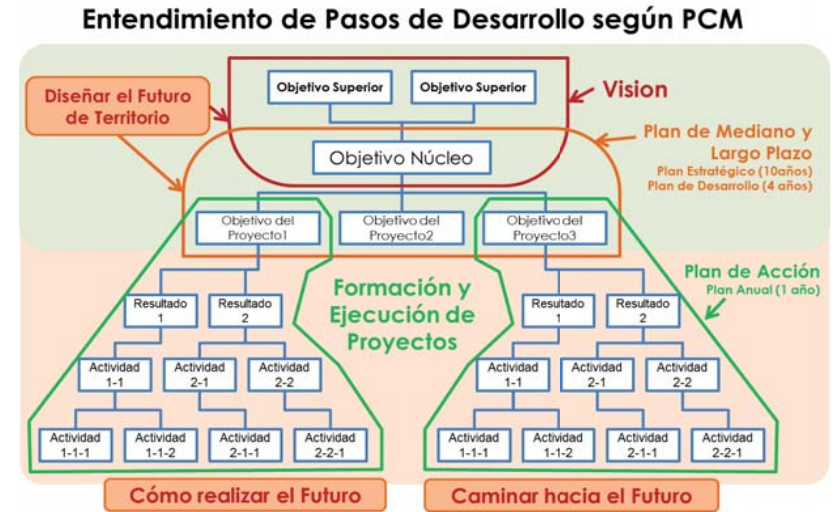 Entendimiento de Pasos de Desarrollo según PCM
Objetivo Superior
Objetivo Superior
Vision
Diseñar el Futuro
de Territorio
Objetivo Núcleo
Plan de Mediano y
Largo Plazo
Plan Estratégico (10años)
Plan de Desarrollo (4 años)
Objetivo del
Proyecto1
Objetivo del
Proyecto2
Objetivo del
Proyecto3
Formación y
Ejecución de
Proyectos
Plan de Acción
Plan Anual (1 año)
Resultado
1
Resultado
2
Resultado
1
Resultado
2
Actividad
1-1
Actividad
2-1
Actividad
2-2
Actividad
1-1
Actividad
2-1
Actividad
2-2
Actividad
1-1-1
Actividad
1-1-2
Actividad
2-1-1
Actividad
2-2-1
Actividad
1-1-1
Actividad
1-1-2
Actividad
2-1-1
Actividad
2-2-1
Cómo realizar el Futuro
Caminar hacia el Futuro